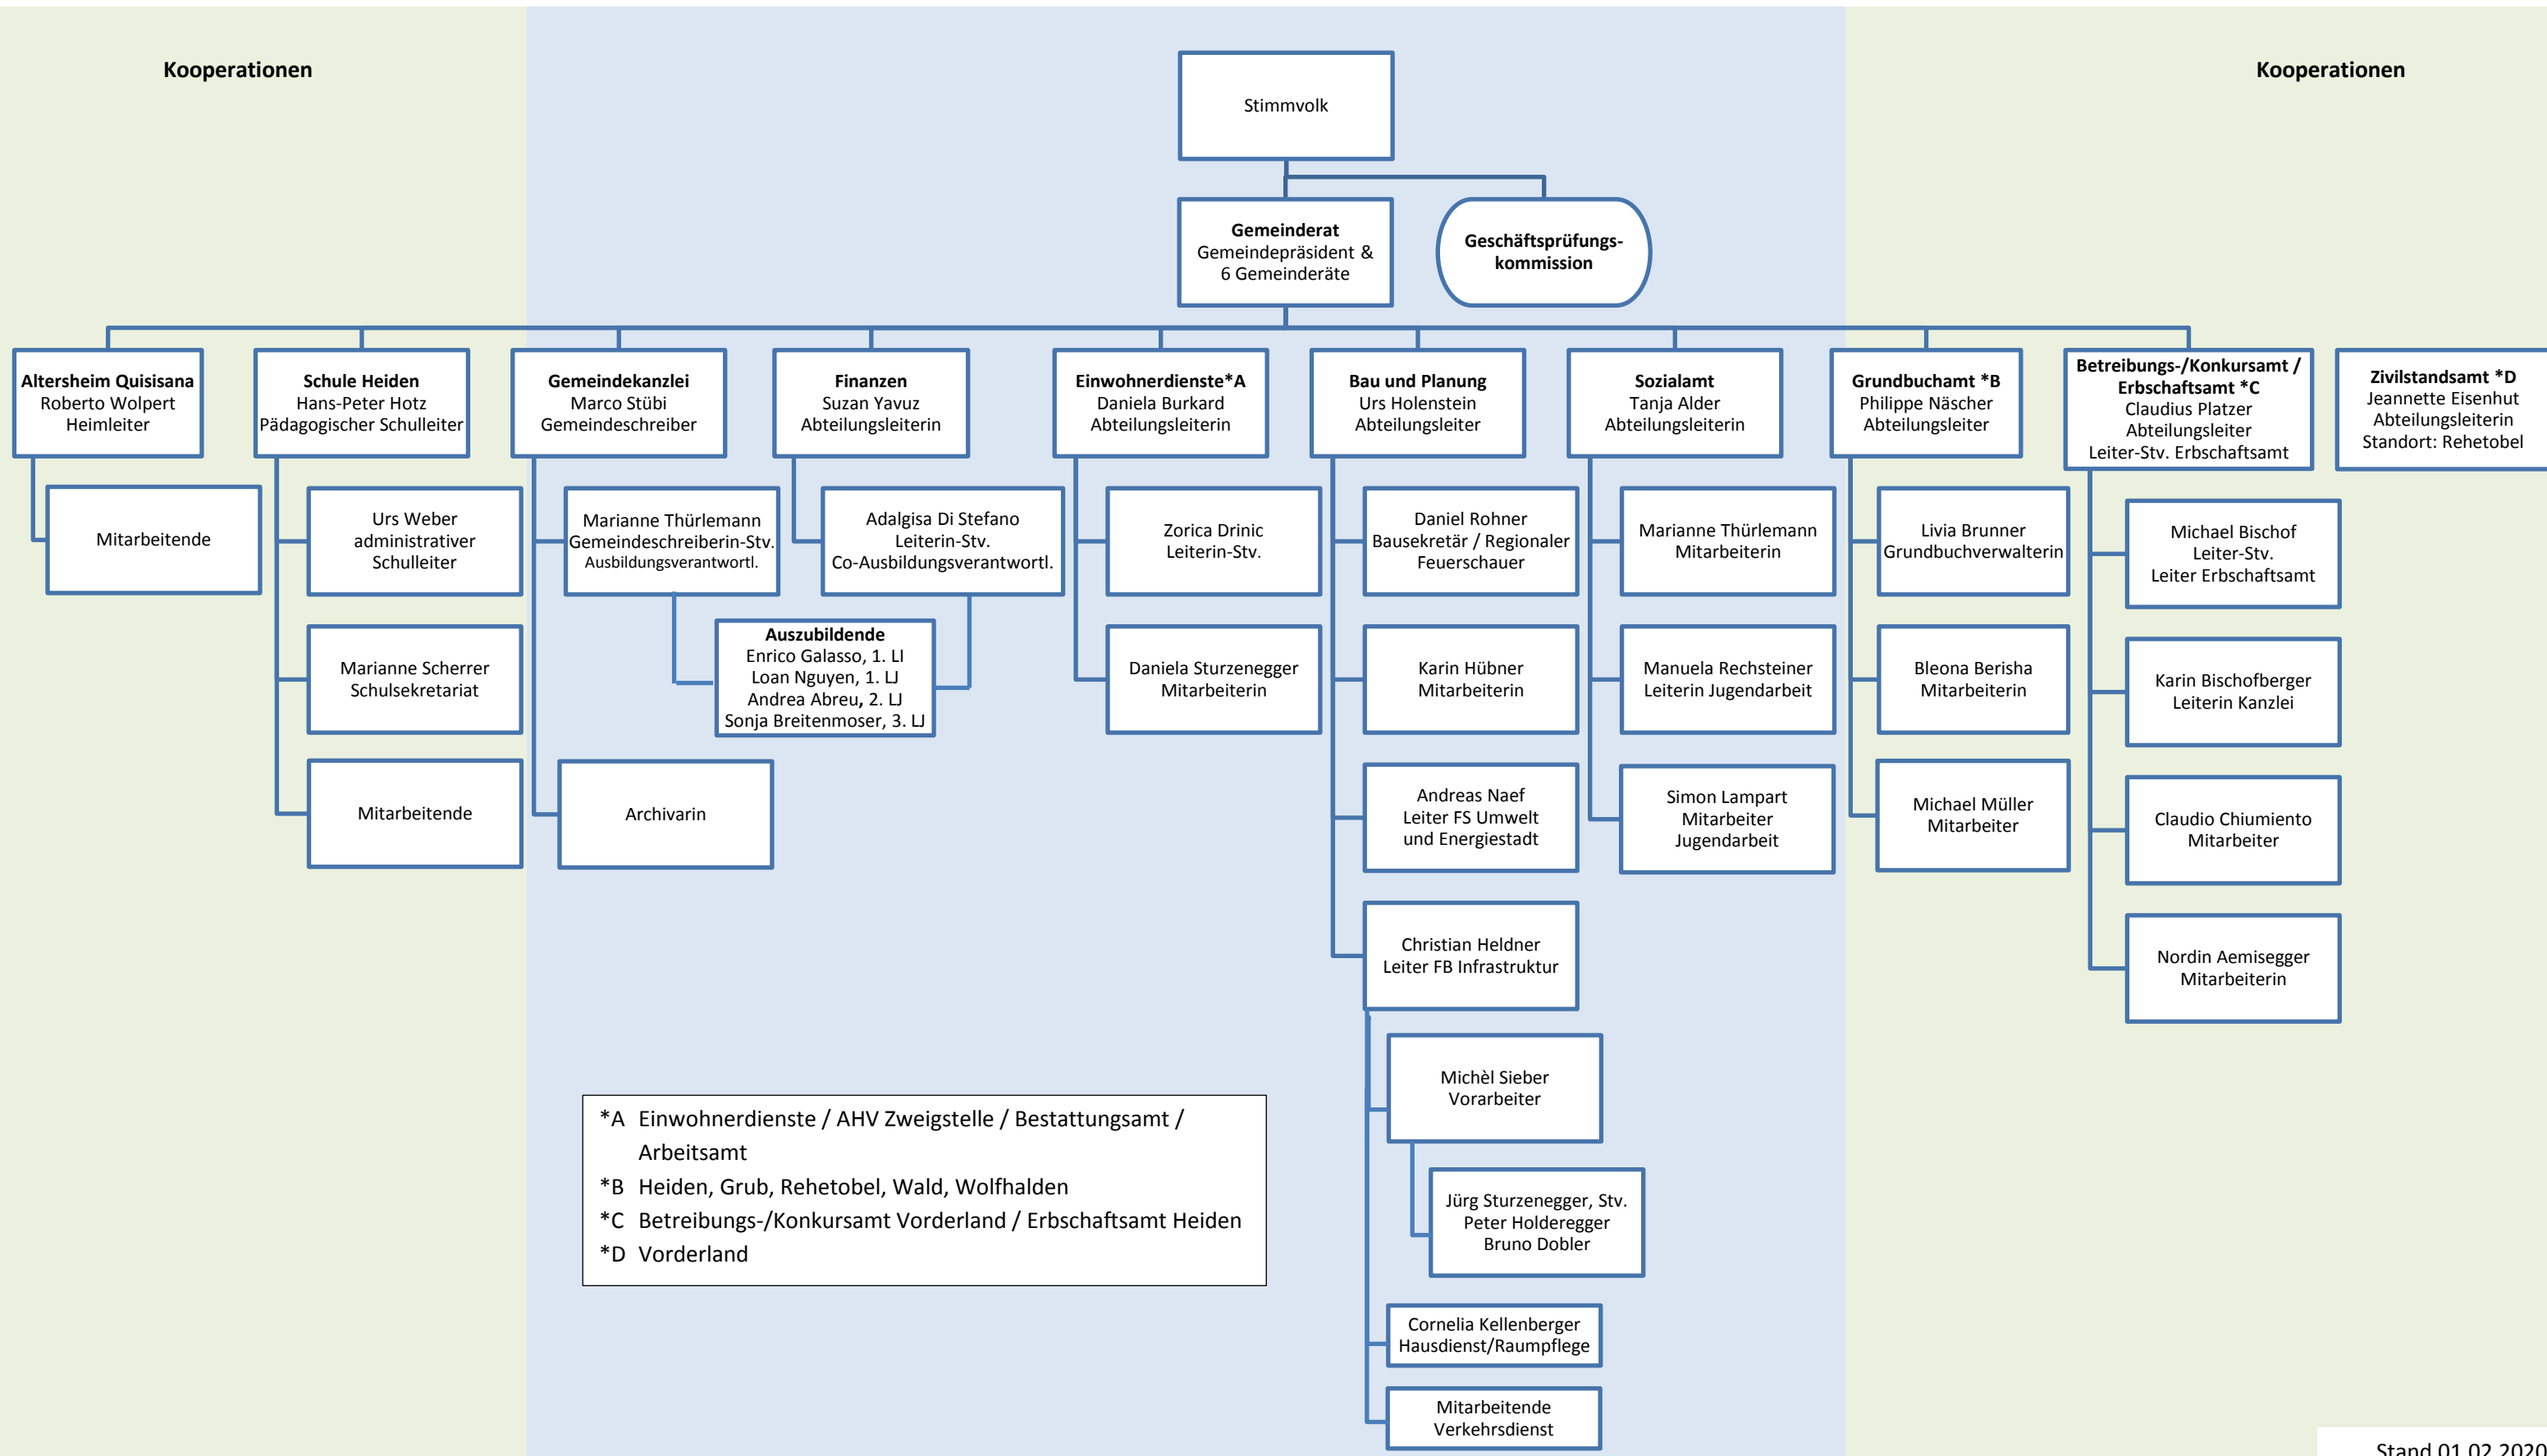 Kooperationen
Kooperationen
Stimmvolk
Gemeinderat
Gemeindepräsident &
6 Gemeinderäte
Geschäftsprüfungs-
kommission
Altersheim Quisisana
Roberto Wolpert
Heimleiter
Mitarbeitende
Schule Heiden
Hans-Peter Hotz
Pädagogischer Schulleiter
Urs Weber
administrativer
Schulleiter
Marianne Scherrer
Schulsekretariat
Mitarbeitende
Gemeindekanzlei
Marco Stübi
Gemeindeschreiber
Marianne Thürlemann
Gemeindeschreiberin-Stv.
Ausbildungsverantwortl.
Archivarin
Finanzen
Suzan Yavuz
Abteilungsleiterin
Adalgisa Di Stefano
Leiterin-Stv.
Co-Ausbildungsverantwortl.
Auszubildende
Enrico Galasso, 1. LI
Loan Nguyen, 1. LJ
Andrea Abreu, 2. LJ
Sonja Breitenmoser, 3. LJ
Einwohnerdienste*A
Daniela Burkard
Abteilungsleiterin
Zorica Drinic
Leiterin-Stv.
Daniela Sturzenegger
Mitarbeiterin
Bau und Planung
Urs Holenstein
Abteilungsleiter
Daniel Rohner
Bausekretär / Regionaler
Feuerschauer
Karin Hübner
Mitarbeiterin
Andreas Naef
Leiter FS Umwelt
und Energiestadt
Christian Heldner
Leiter FB Infrastruktur
Michèl Sieber
Vorarbeiter
Jürg Sturzenegger, Stv.
Peter Holderegger
Bruno Dobler
Cornelia Kellenberger
Hausdienst/Raumpflege
Mitarbeitende
Verkehrsdienst
Sozialamt
Tanja Alder
Abteilungsleiterin
Marianne Thürlemann
Mitarbeiterin
Manuela Rechsteiner
Leiterin Jugendarbeit
Simon Lampart
Mitarbeiter
Jugendarbeit
Grundbuchamt *B
Philippe Näscher
Abteilungsleiter
Livia Brunner
Grundbuchverwalterin
Bleona Berisha
Mitarbeiterin
Michael Müller
Mitarbeiter
Betreibungs-/Konkursamt /
Erbschaftsamt *C
Claudius Platzer
Abteilungsleiter
Leiter-Stv. Erbschaftsamt
Michael Bischof
Leiter-Stv.
Leiter Erbschaftsamt
Karin Bischofberger
Leiterin Kanzlei
Claudio Chiumiento
Mitarbeiter
Nordin Aemisegger
Mitarbeiterin
Zivilstandsamt *D
Jeannette Eisenhut
Abteilungsleiterin
Standort: Rehetobel
*A Einwohnerdienste / AHV Zweigstelle / Bestattungsamt /
Arbeitsamt
*B Heiden, Grub, Rehetobel, Wald, Wolfhalden
*C Betreibungs-/Konkursamt Vorderland / Erbschaftsamt Heiden
*D Vorderland
Stand 01.02.2020